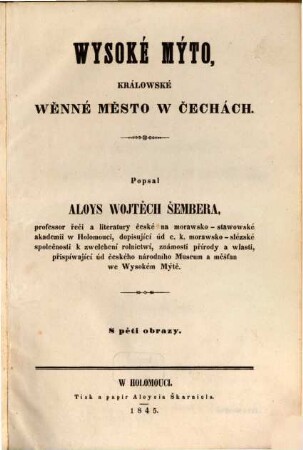 WYSOKÉ MÝTO,
KRÁLOWSKÉ
WĚNNÉ MĚSTO W ČECHÁCH.
Popsal
ALOYS WOJTĚCH ŠEMBERA,
professor řeči a literatury české na morawsko-stawowské
akademii w Holomouci, dopisující úd c. k. morawsko-slézské
společnosti k zwelebení rolnictwí, známosti přírody a wlasti,
přispíwající úd českého národního Museum a měšťan
we Wysokém Mýtě.
S pěti obrazy.
W HOLOMOUCI.
Tisk a papír Aloysia Škarnicla.
1845.